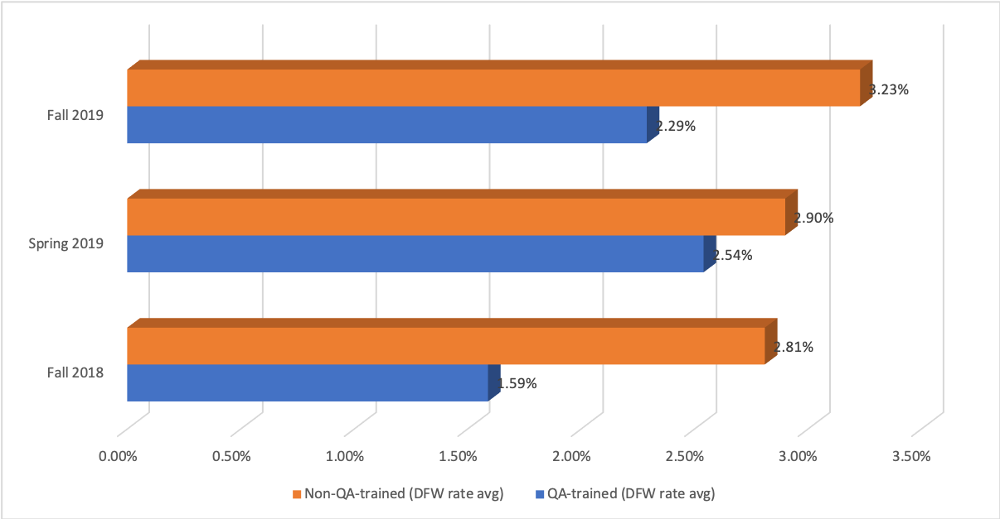 3.23%
Fall 2019
2.29%
2.90%
Spring 2019
2.54%
2.81%
Fall 2018
1.59%
0.00% 0.50% 1.00% 1.50% 2.00% 2.50% 3.00% 3.50%
Non-QA-trained (DFW rate avg) QA-trained (DFW rate avg)